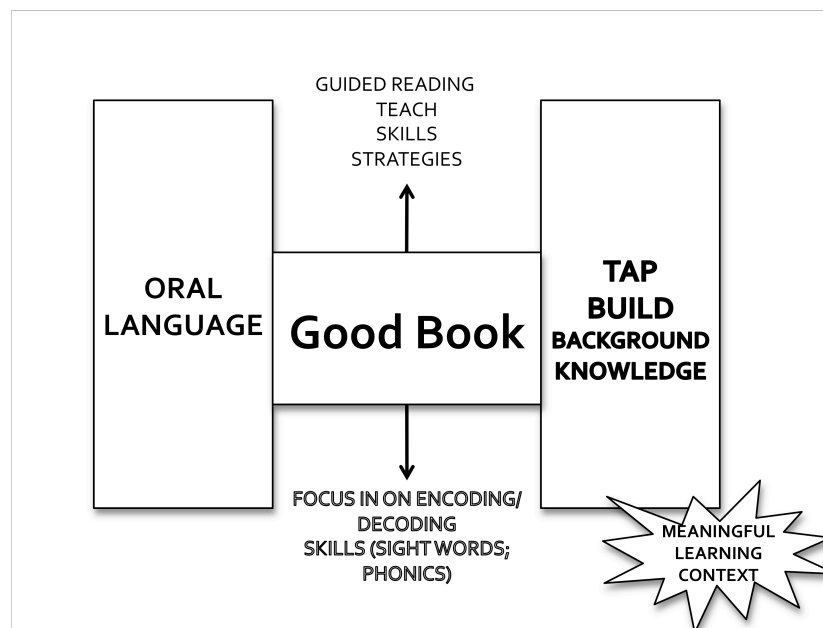 GUIDED READING
TEACH
SKILLS
STRATEGIES
ORAL
LANGUAGE
Good Book
TAP
BUILD
BACKGROUND
KNOWLEDGE
FOCUS IN ON ENCODING/
DECODING
SKILLS (SIGHT WORDS;
PHONICS)
MEANINGFUL
LEARNING
CONTEXT